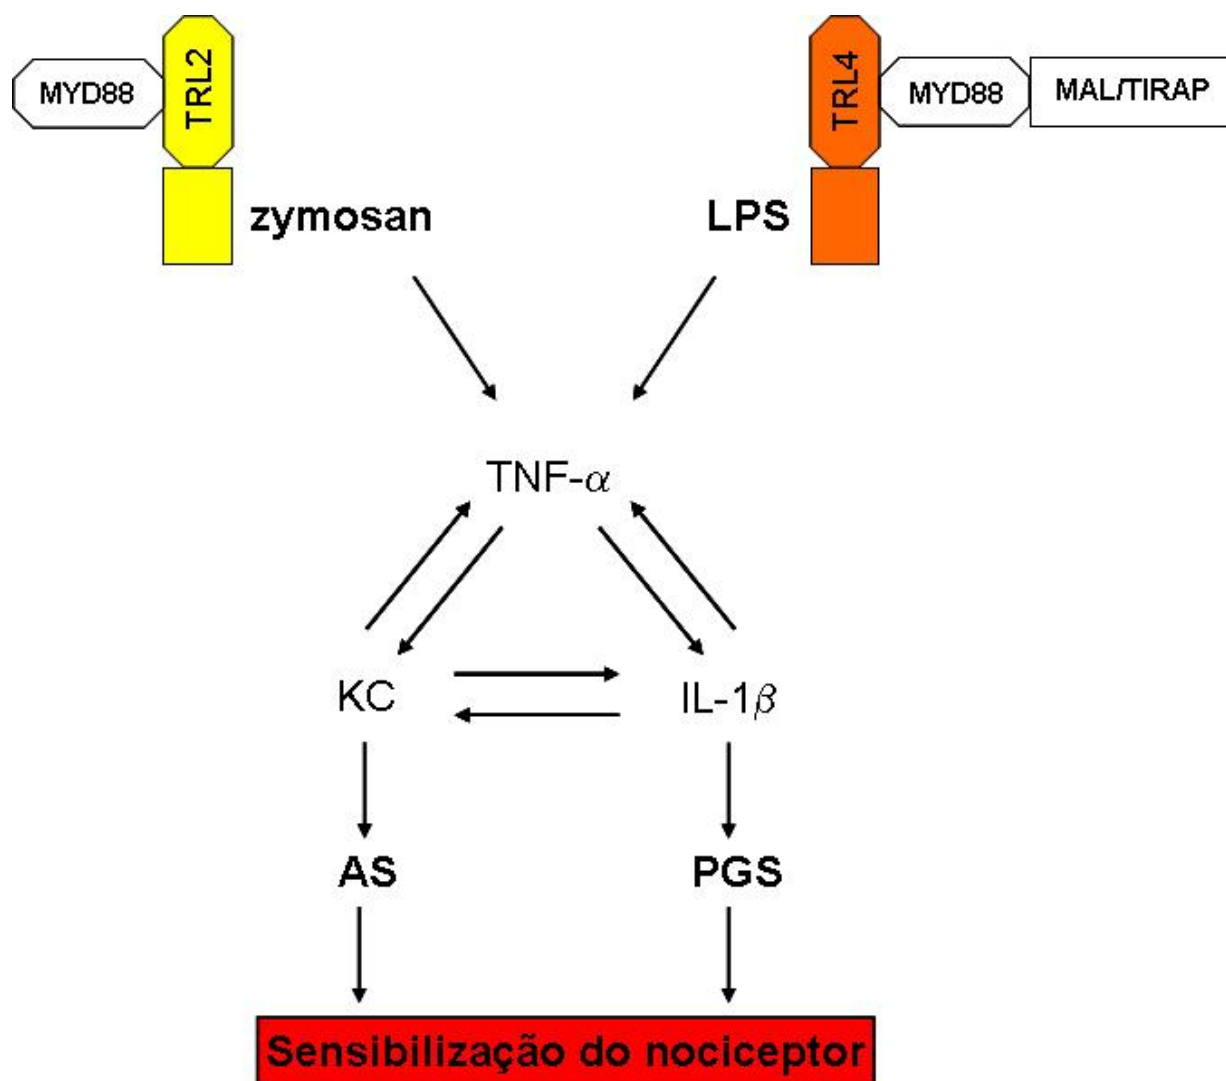 MYD88
TRL2
TRL4
MYD88
MAL/TIRAP
zymosan
LPS
TNF-α
KC
IL-1β
AS
PGS
Sensibilização do nociceptor